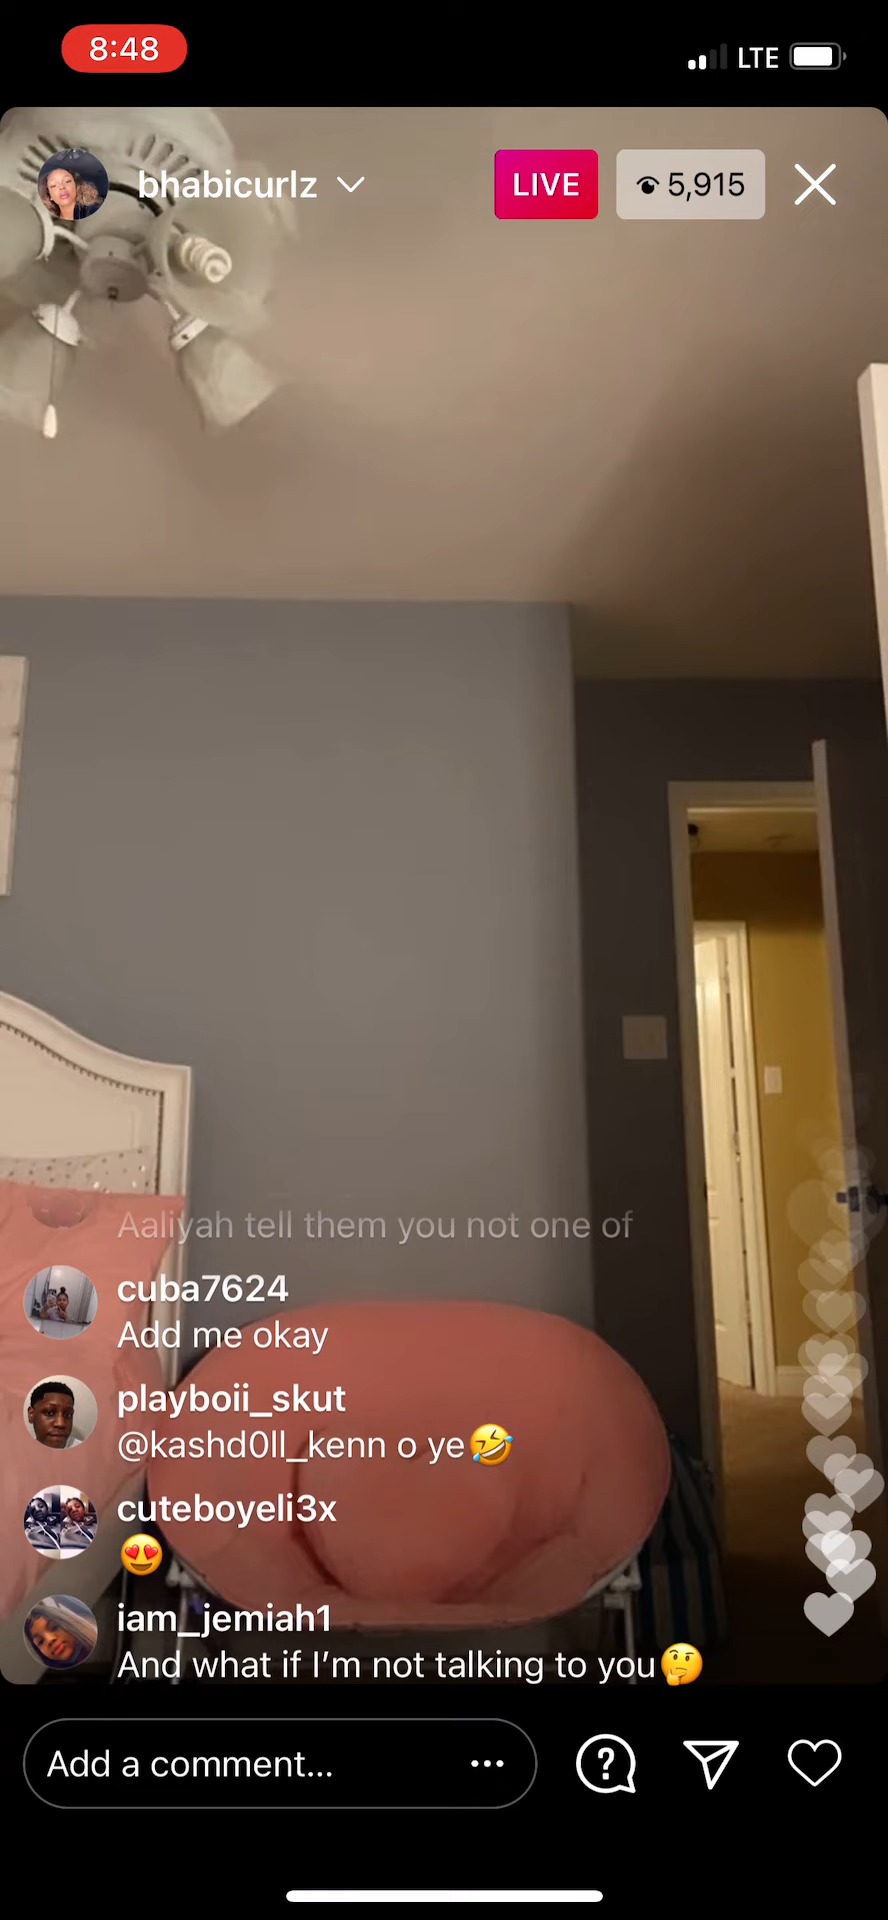 8:48
LTE
bhabicurlz
LIVE
5,915
Aaliyah tell them you not one of
cuba7624
Add me okay
playboii_skut
@kashd0ll_kenn o ye🤣
cuteboyeli3x
😍
iam_jemiah1
And what if I’m not talking to you🤔
Add a comment...